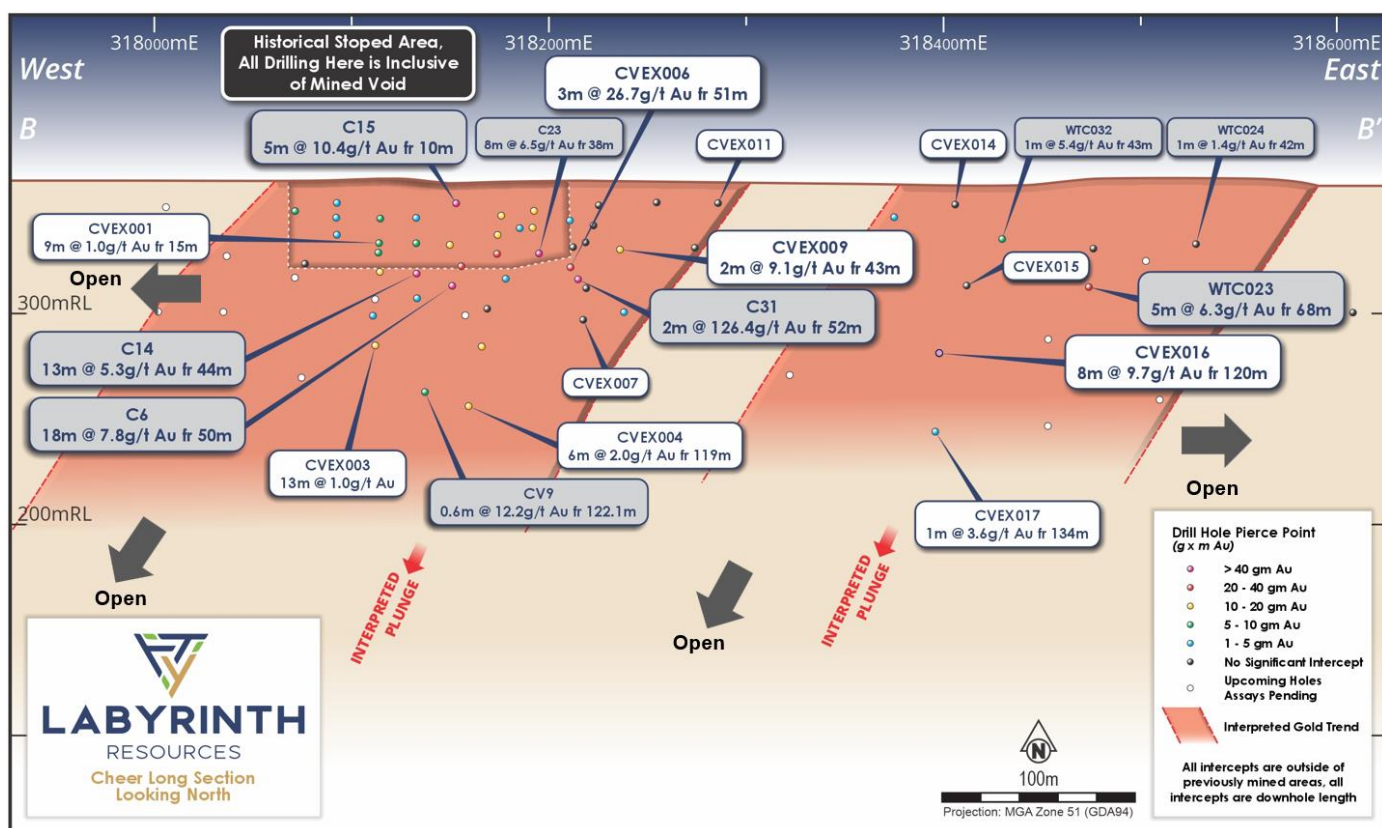 318000mE
318200mE
318400mE
318600mE
West
East
B
B'
Historical Stoped Area,
All Drilling Here is Inclusive
of Mined Void
CVEX006
3m @ 26.7g/t Au fr 51m
C15
5m @ 10.4g/t Au fr 10m
C23
8m @ 6.5g/t Au fr 38m
CVEX011
CVEX014
WTC032
1m @ 5.4g/t Au fr 43m
WTC024
1m @ 1.4g/t Au fr 42m
CVEX001
9m @ 1.0g/t Au fr 15m
Open
CVEX009
2m @ 9.1g/t Au fr 43m
CVEX015
300mRL
C31
2m @ 126.4g/t Au fr 52m
WTC023
5m @ 6.3g/t Au fr 68m
C14
13m @ 5.3g/t Au fr 44m
CVEX016
8m @ 9.7g/t Au fr 120m
CVEX007
C6
18m @ 7.8g/t Au fr 50m
CVEX004
6m @ 2.0g/t Au fr 119m
CVEX003
13m @ 1.0g/t Au
CV9
0.6m @ 12.2g/t Au fr 122.1m
Open
200mRL
CVEX017
1m @ 3.6g/t Au fr 134m
Open
INTERPRETED
PLUNGE
Open
INTERPRETED
PLUNGE
Drill Hole Pierce Point
(g x m Au)
> 40 gm Au
20 - 40 gm Au
10 - 20 gm Au
5 - 10 gm Au
1 - 5 gm Au
No Significant Intercept
Upcoming Holes
Assays Pending
Interpreted Gold Trend
All intercepts are outside of
previously mined areas, all
intercepts are downhole length
LABYRINTH
RESOURCES
Cheer Long Section
Looking North
N
100m
Projection: MGA Zone 51 (GDA94)